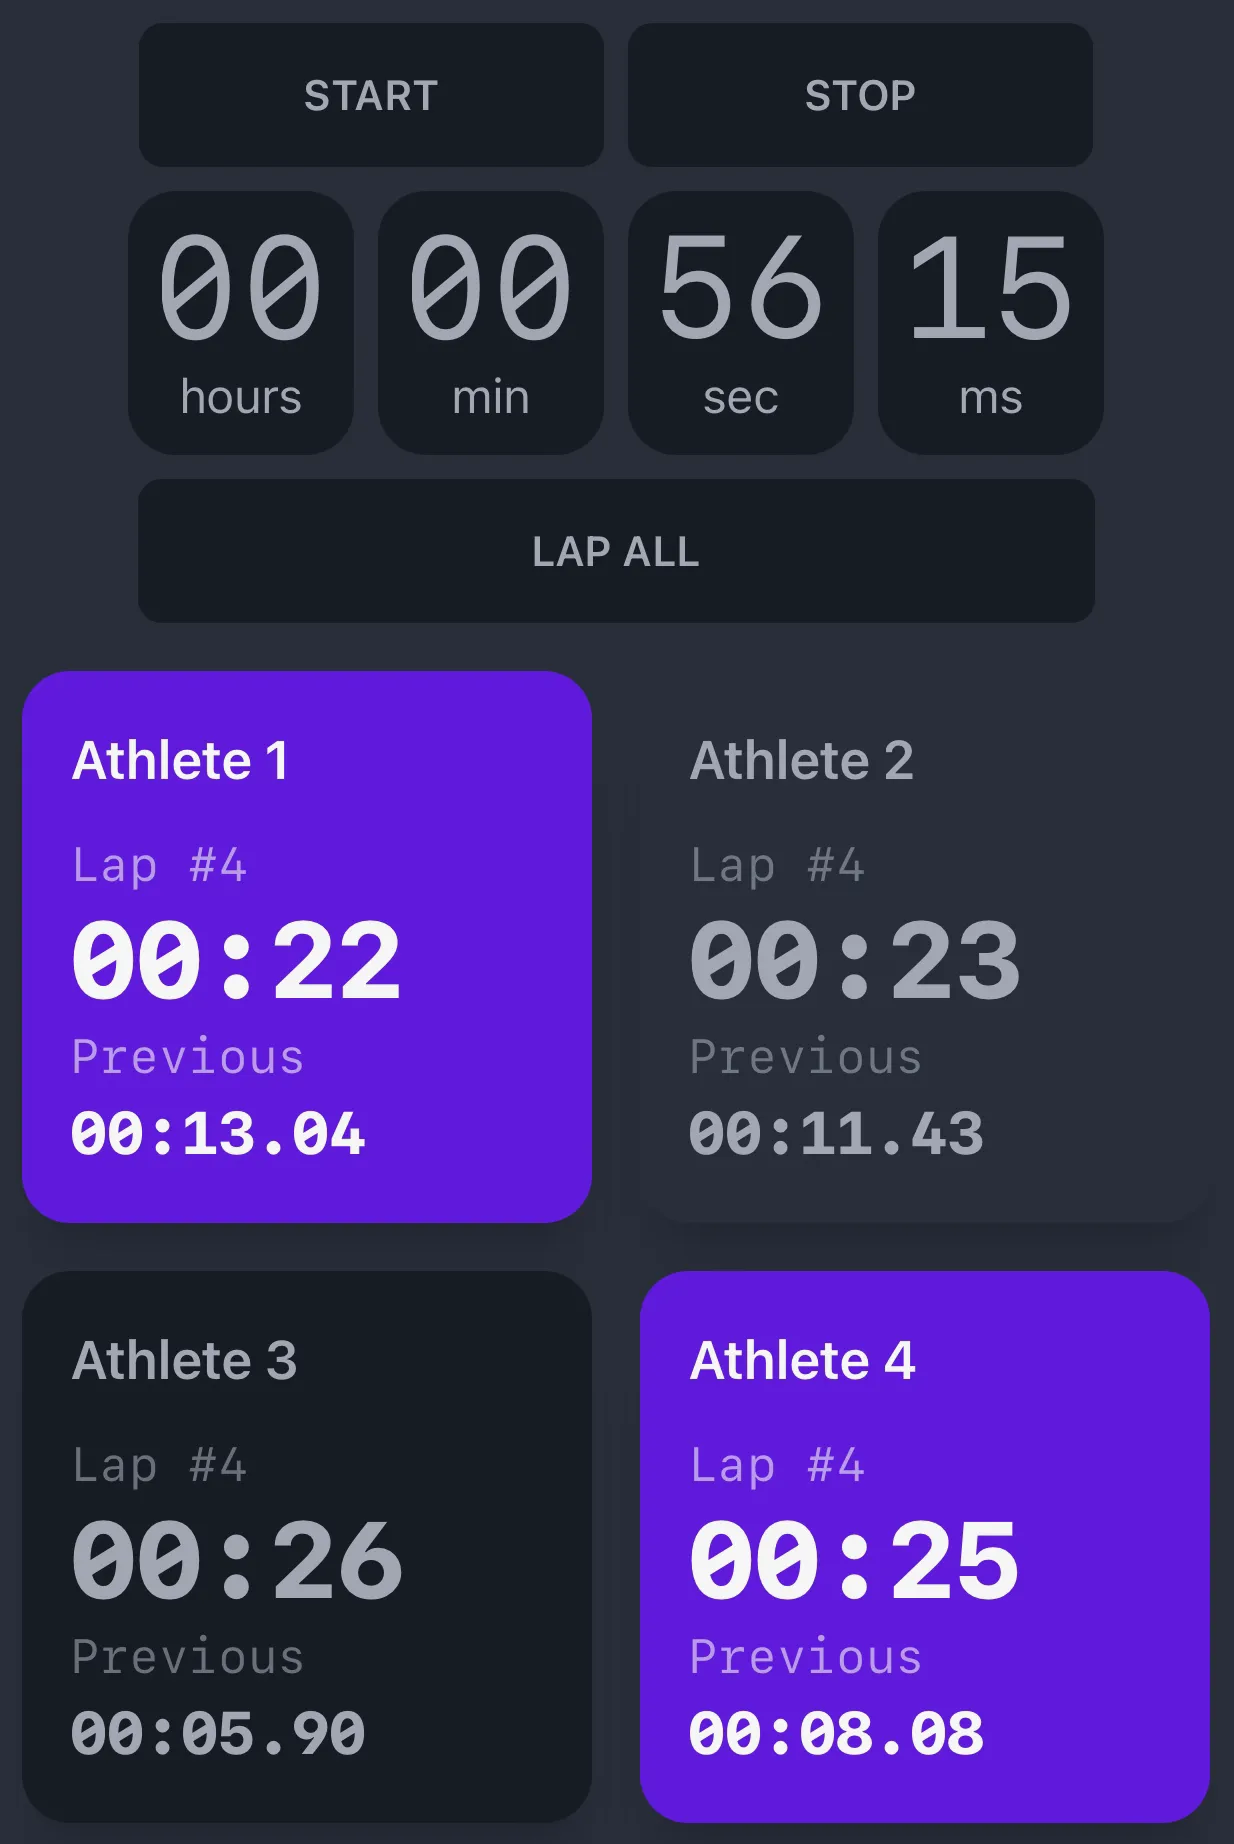 START STOP
00 00 56 15
hours min sec ms
LAP ALL
Athlete 1
Lap #4
00:22
Previous
00:13.04
Athlete 2
Lap #4
00:23
Previous
00:11.43
Athlete 3
Lap #4
00:26
Previous
00:05.90
Athlete 4
Lap #4
00:25
Previous
00:08.08